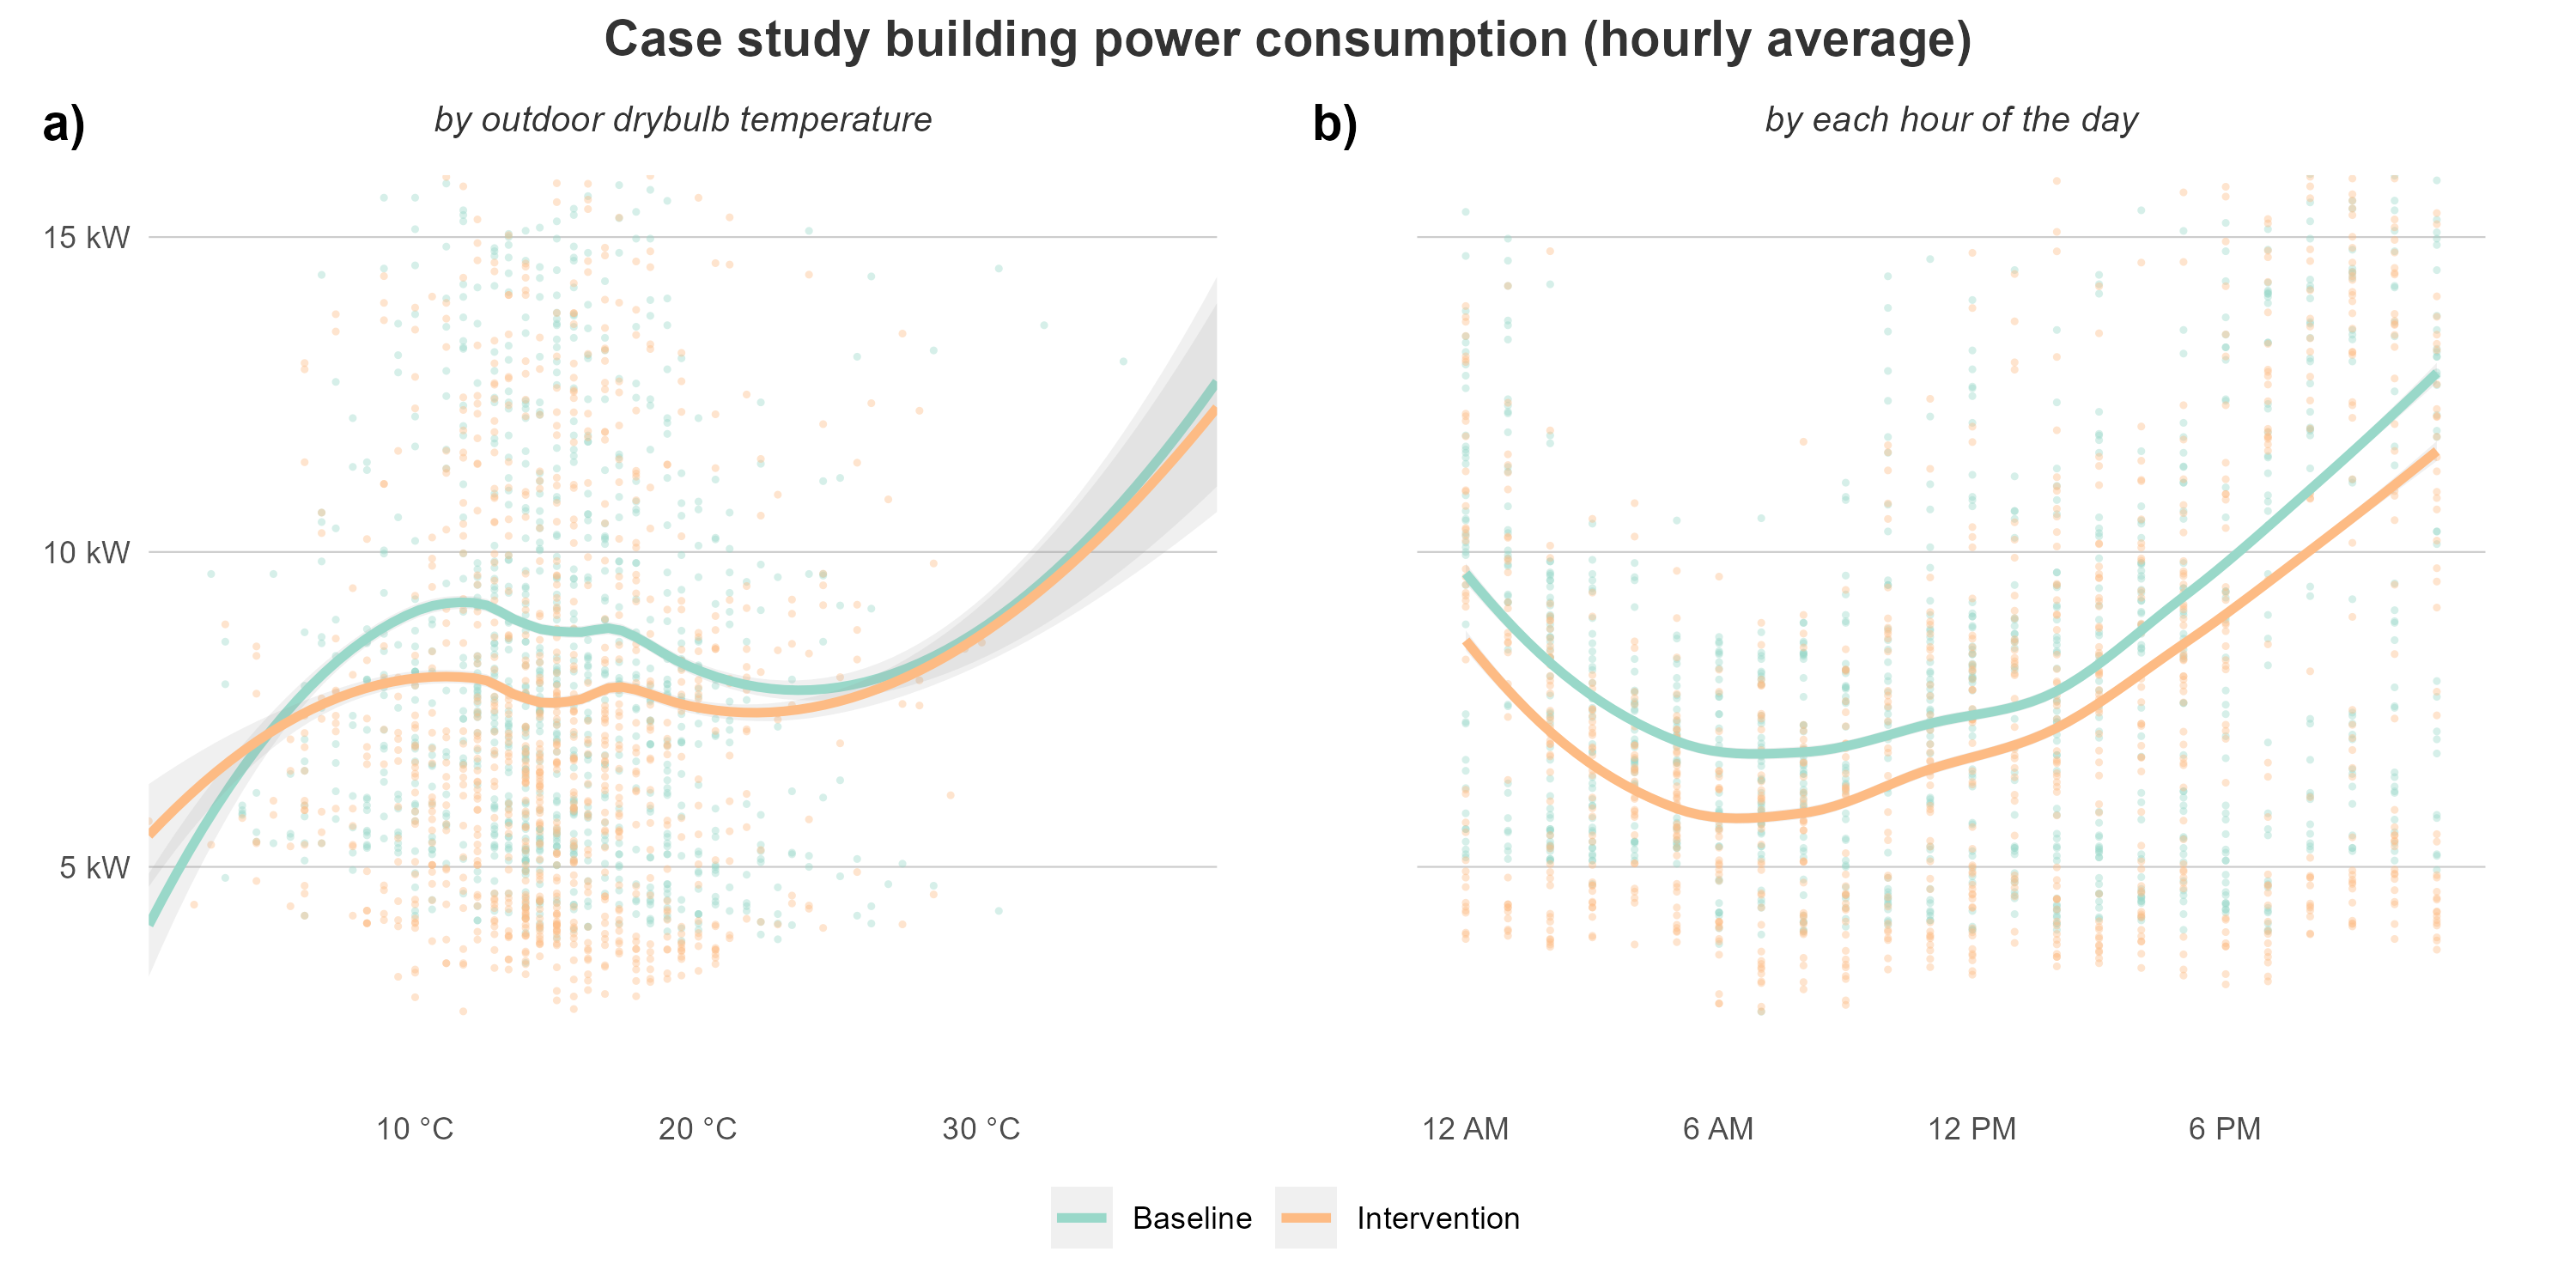 Case study building power consumption (hourly average)
a)
by outdoor drybulb temperature
15 kW
10 kW
5 kW
10 °C
20 °C
30 °C
b)
by each hour of the day
12 AM
6 AM
12 PM
6 PM
Baseline
Intervention